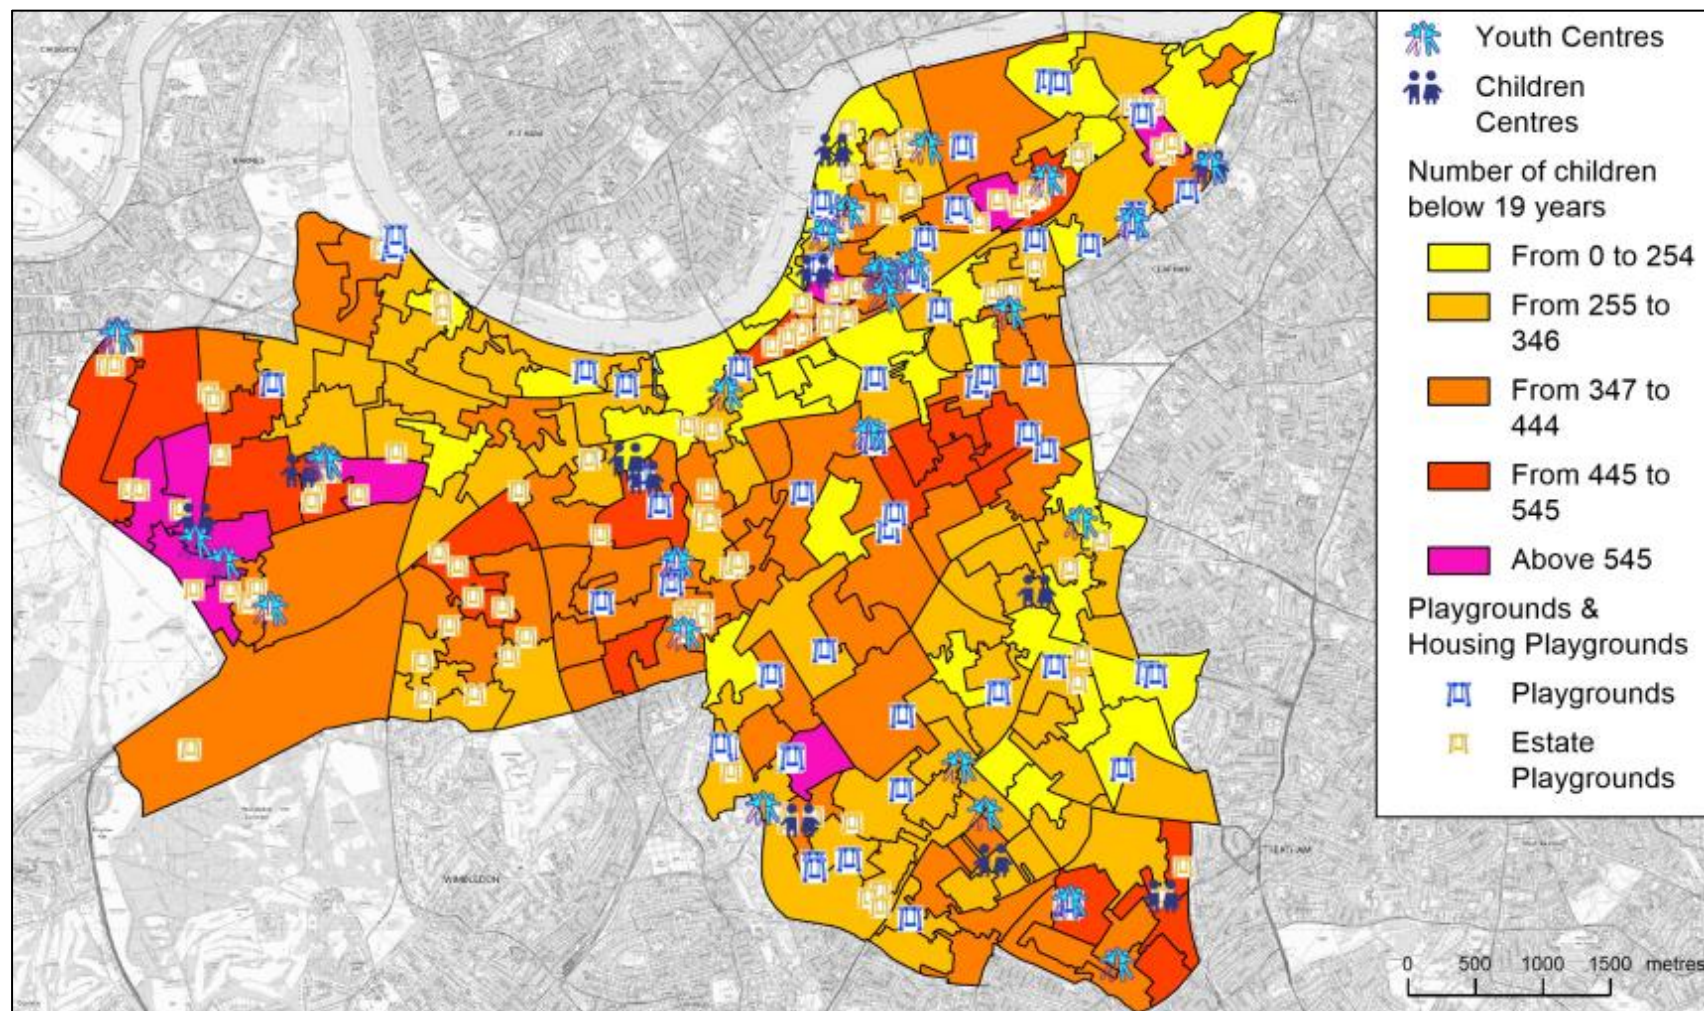 Youth Centres
Children
Centres
Number of children
below 19 years
From 0 to 254
From 255 to
346
From 347 to
444
From 445 to
545
Above 545
Playgrounds &
Housing Playgrounds
Playgrounds
Estate
Playgrounds
0 500 1000 1500 metres
BARNES
WIMBLEDON